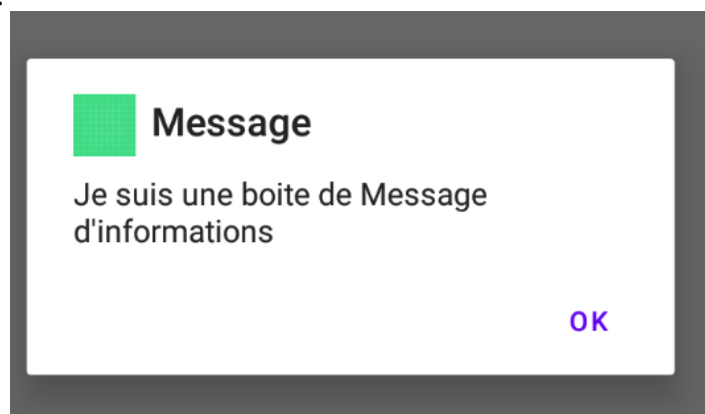 Message
Je suis une boite de Message
d'informations
OK